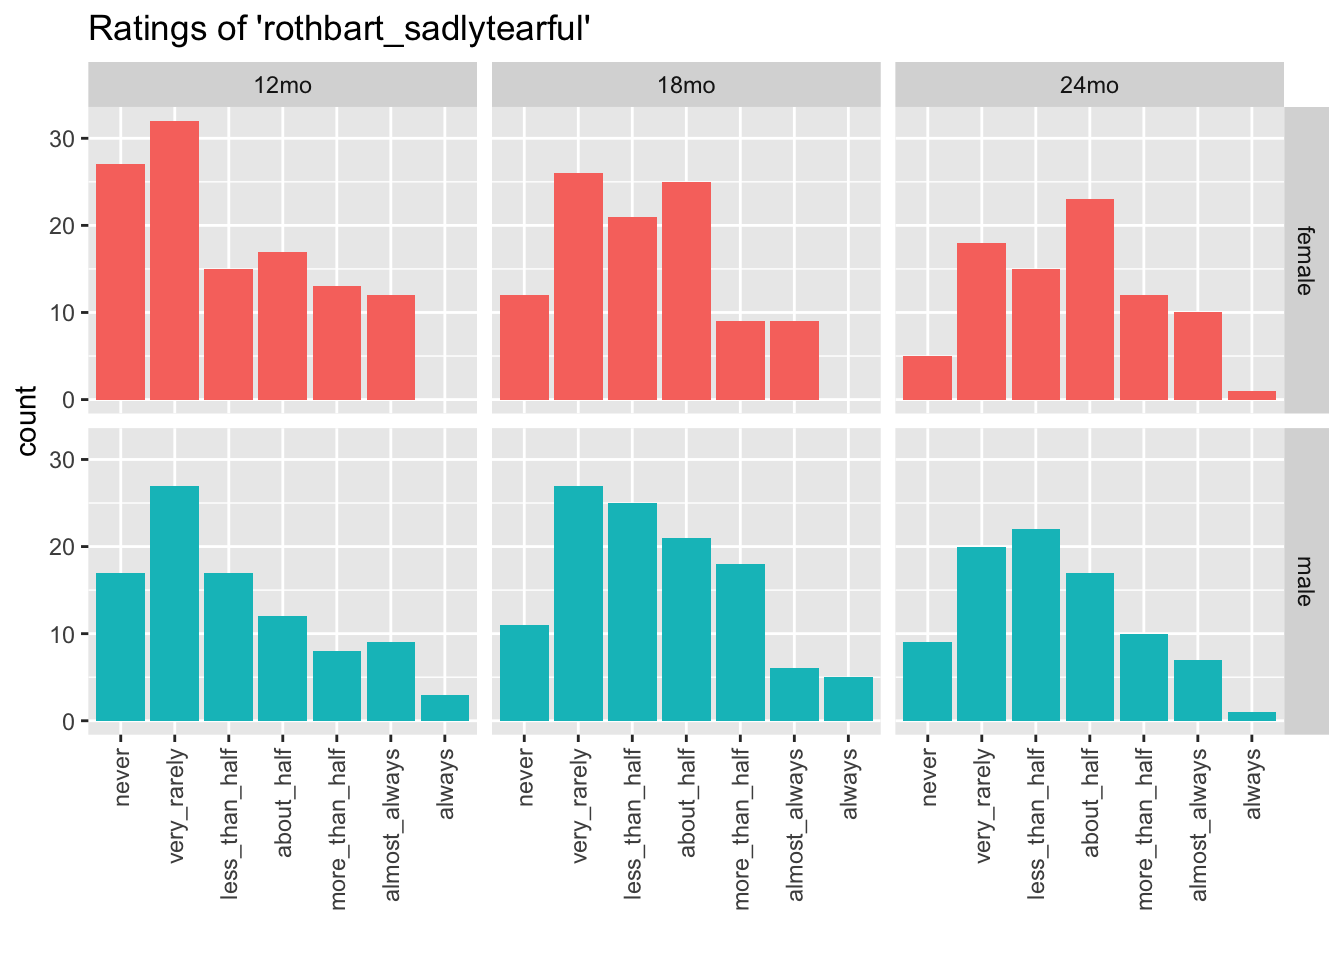 Ratings of 'rothbart_sadlytearful'
12mo 18mo 24mo
30
20
10
0
female
count
30
20
10
0
male
never very_rarely less_than_half about_half more_than_half almost_always always
never very_rarely less_than_half about_half more_than_half almost_always always
never very_rarely less_than_half about_half more_than_half almost_always always